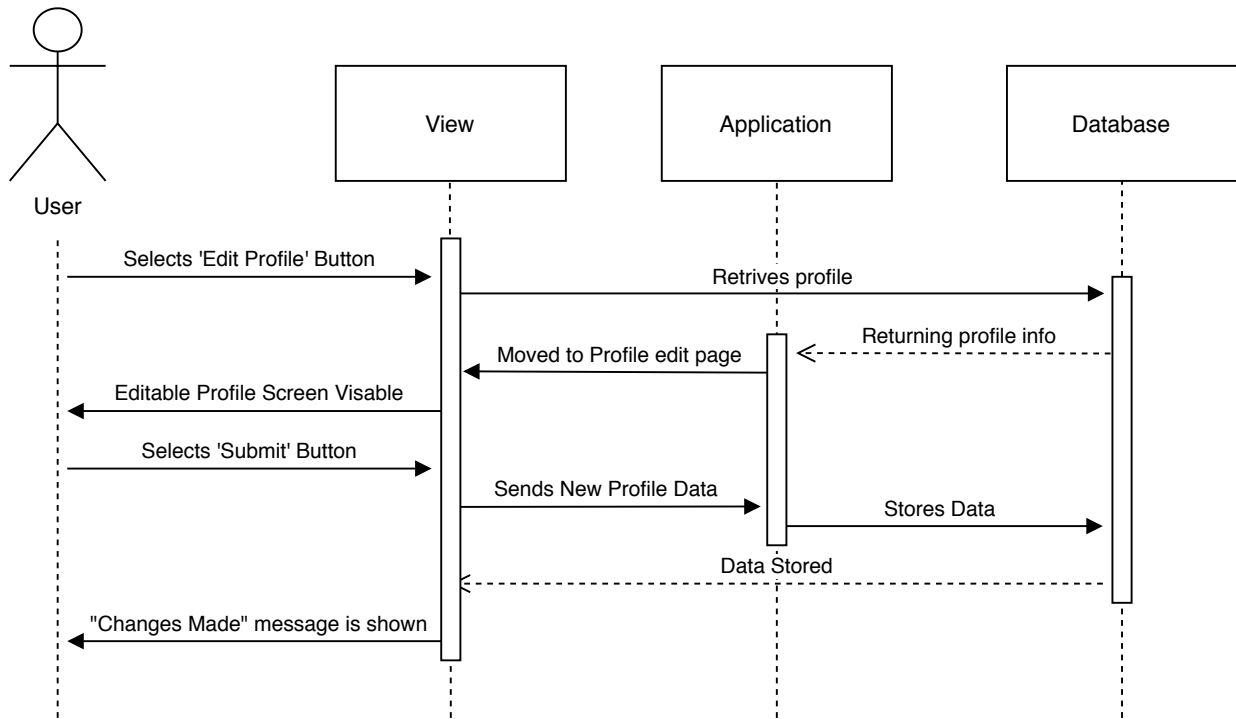 View
Application
Database
User
Selects 'Edit Profile' Button
Retrives profile
Returning profile info
Moved to Profile edit page
Editable Profile Screen Visable
Selects 'Submit' Button
Sends New Profile Data
Stores Data
Data Stored
"Changes Made" message is shown